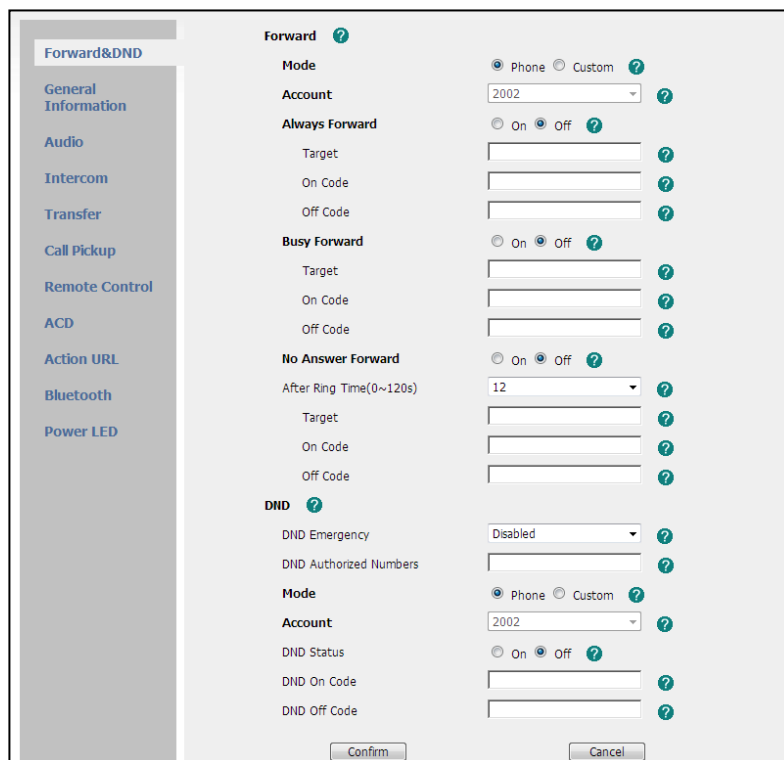 Forward&DND
General
Information
Audio
Intercom
Transfer
Call Pickup
Remote Control
ACD
Action URL
Bluetooth
Power LED
Forward ?
Mode Phone Custom ?
Account 2002 ?
Always Forward On Off ?
Target ?
On Code ?
Off Code ?
Busy Forward On Off ?
Target ?
On Code ?
Off Code ?
No Answer Forward On Off ?
After Ring Time(0~120s) 12 ?
Target ?
On Code ?
Off Code ?
DND ?
DND Emergency Disabled ?
DND Authorized Numbers ?
Mode Phone Custom ?
Account 2002 ?
DND Status On Off ?
DND On Code ?
DND Off Code ?
Confirm Cancel